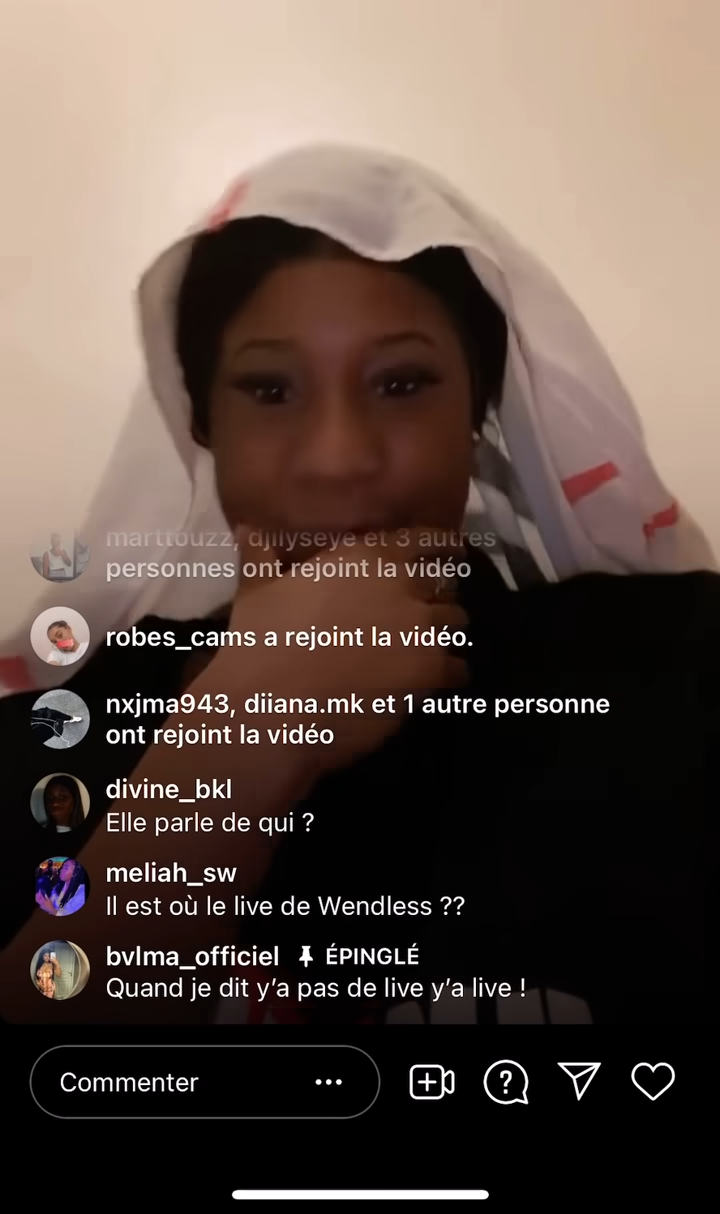 marttouzz, djilyseye et 3 autres
personnes ont rejoint la vidéo
robes_cams a rejoint la vidéo.
nxjma943, diiana.mk et 1 autre personne
ont rejoint la vidéo
divine_bkl
Elle parle de qui ?
meliah_sw
Il est où le live de Wendless ??
bvlma_officiel ÉPINGLÉ
Quand je dit y’a pas de live y’a live !
Commenter